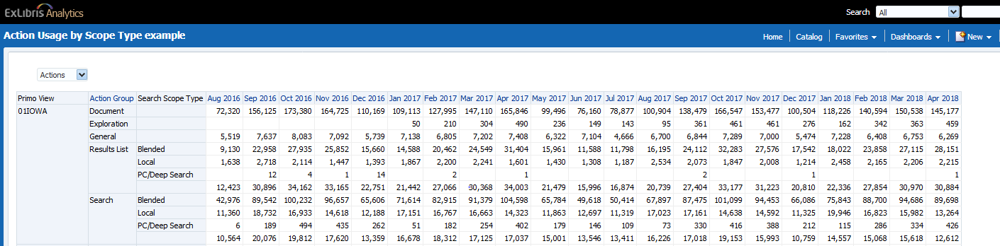 ExLibris Analytics
Search All
Action Usage by Scope Type example
Home Catalog Favorites Dashboards New
Actions
Primo View Action Group Search Scope Type Aug 2016 Sep 2016 Oct 2016 Nov 2016 Dec 2016 Jan 2017 Feb 2017 Mar 2017 Apr 2017 May 2017 Jun 2017 Jul 2017 Aug 2017 Sep 2017 Oct 2017 Nov 2017 Dec 2017 Jan 2018 Feb 2018 Mar 2018 Apr 2018
01IOWA Document 72,320 156,125 173,380 164,725 110,169 109,113 127,995 147,110 165,846 99,496 76,160 78,877 100,904 138,479 166,547 153,477 100,504 118,226 140,594 150,538 145,177
Exploration 50 210 304 490 236 149 143 95 361 461 461 276 162 342 363 459
General 5,519 7,637 8,083 7,092 5,739 7,138 6,805 7,202 7,408 6,322 7,104 4,666 6,700 6,844 7,289 7,000 5,474 7,228 6,408 6,753 6,269
Results List Blended 9,130 22,958 27,935 25,852 15,660 14,588 20,462 24,549 31,404 15,961 11,588 11,798 16,195 24,112 32,283 27,576 17,542 18,022 23,858 27,115 28,151
Local 1,638 2,718 2,114 1,447 1,393 1,867 2,200 2,241 1,601 1,430 1,308 1,187 2,534 2,073 1,847 2,008 1,214 2,458 2,165 2,206 2,215
PC/Deep Search 12 4 1 14 2 1 2 1 1
12,423 30,896 34,162 33,165 22,751 21,442 27,066 30,368 34,003 21,479 15,996 16,874 20,739 27,404 33,177 31,223 20,810 22,336 27,854 30,970 30,884
Search Blended 42,976 89,542 100,232 96,657 65,606 71,614 82,915 91,379 104,598 65,784 49,618 50,414 67,897 87,475 101,099 94,453 66,086 75,843 88,700 94,686 89,698
Local 11,360 18,732 16,933 14,618 12,188 17,151 16,767 16,663 14,323 11,863 12,697 11,319 17,023 17,161 14,638 14,592 11,325 19,946 16,823 15,982 13,264
PC/Deep Search 6 189 494 435 262 51 182 254 402 179 146 109 73 330 416 388 212 115 286 334 426
10,564 20,076 19,812 17,620 13,359 16,678 18,312 17,125 17,037 15,001 13,546 13,411 16,226 17,018 19,153 15,993 10,759 14,557 15,068 15,618 12,612